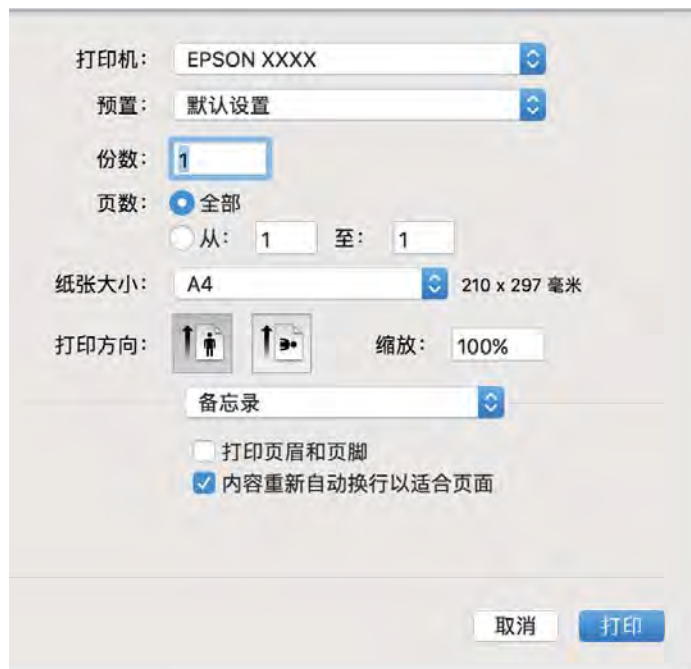 打印机： EPSON XXXX
预置： 默认设置
份数： 1
页数： 全部
从： 1 至： 1
纸张大小： A4 210 x 297 毫米
打印方向： 缩放： 100%
备忘录
打印页眉和页脚
内容重新自动换行以适合页面
取消 打印